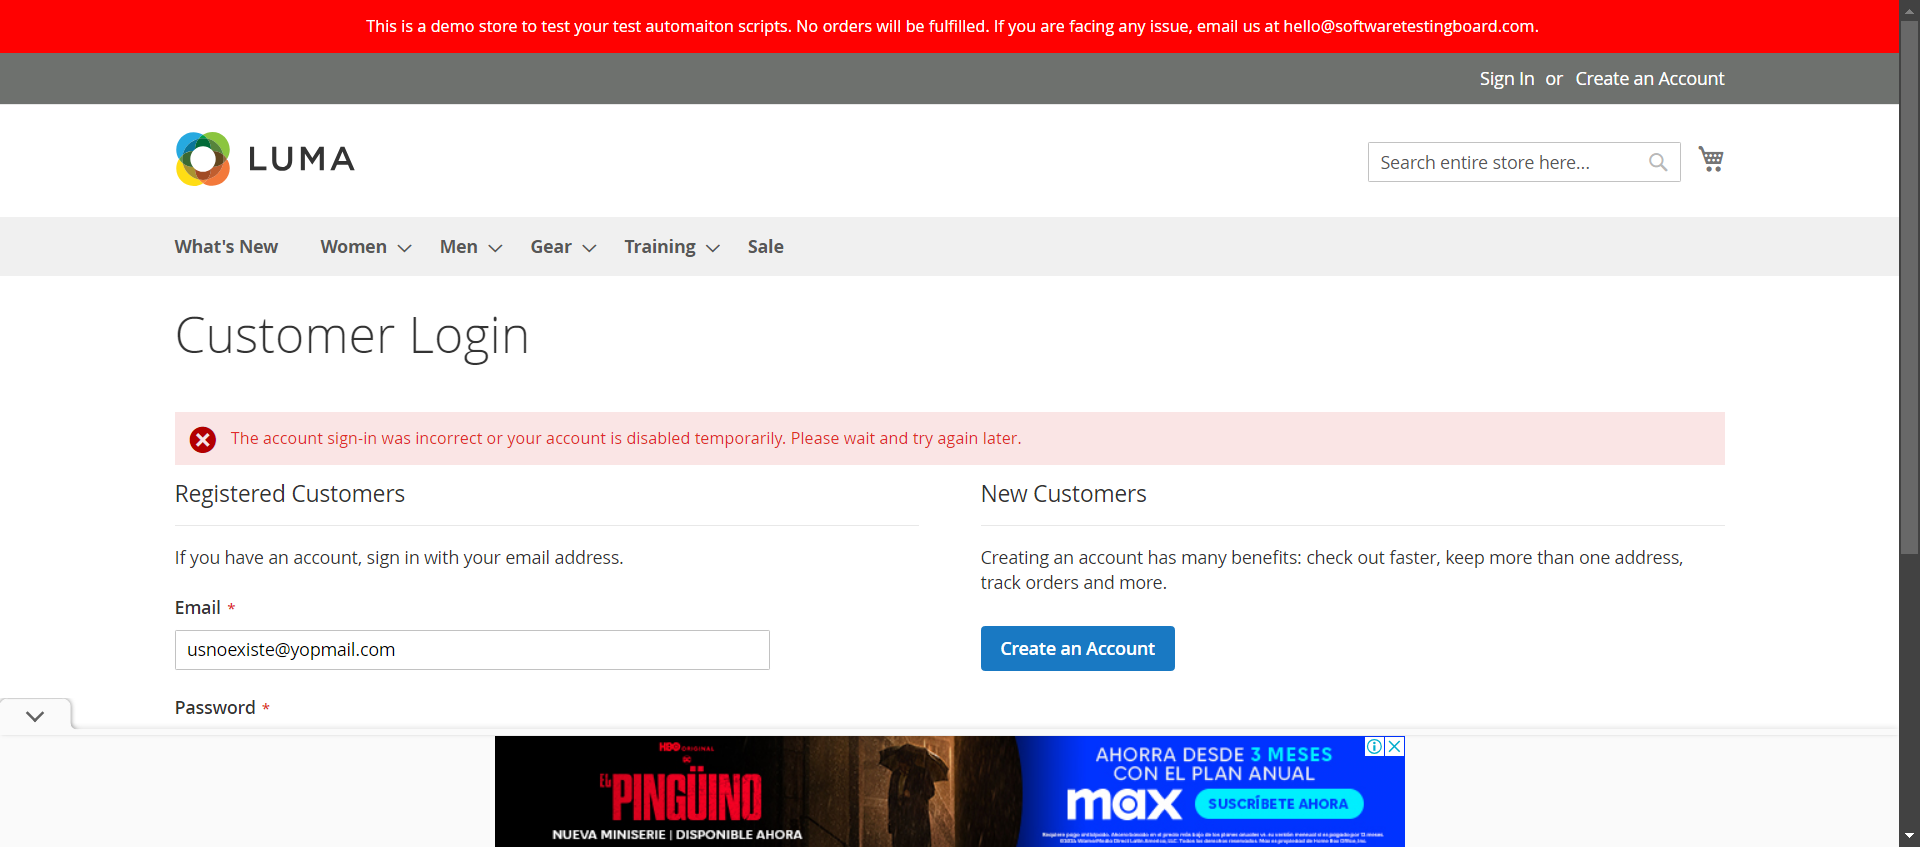 This is a demo store to test your test automaiton scripts. No orders will be fulfilled. If you are facing any issue, email us at hello@softwaretestingboard.com.
Sign In or Create an Account
LUMA
Search entire store here...
What's New Women Men Gear Training Sale
Customer Login
The account sign-in was incorrect or your account is disabled temporarily. Please wait and try again later.
Registered Customers
If you have an account, sign in with your email address.
Email *
usnoexiste@yopmail.com
Password *
New Customers
Creating an account has many benefits: check out faster, keep more than one address,
track orders and more.
Create an Account
HBO ORIGINAL
DC
EL PINGÜINO
NUEVA MINISERIE | DISPONIBLE AHORA
AHORRA DESDE 3 MESES
CON EL PLAN ANUAL
max SUSCRÍBETE AHORA